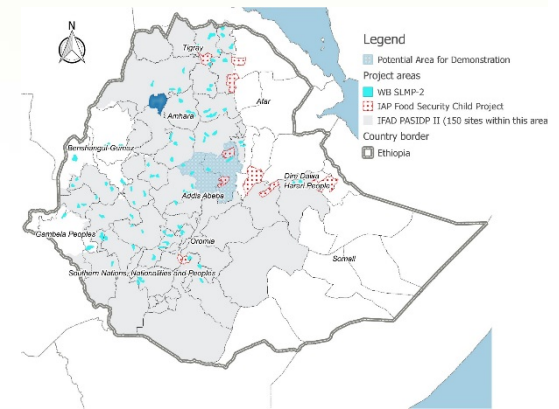 N
Legend
Potential Area for Demonstration
Project areas
WB SLMP-2
IAP Food Security Child Project
IFAD PASIDP II (150 sites within this area
Country border
Ethiopia
Tigray
Afar
Amhara
Benshangul-Gumaz
Dire Dawa
Harari People
Addis Ababa
Gambela Peoples
Oromia
Somali
Southern Nations, Nationalities and Peoples